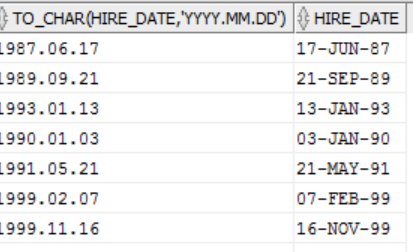 TO_CHAR(HIRE_DATE,'YYYY.MM.DD') HIRE_DATE
1987.06.17 17-JUN-87
1989.09.21 21-SEP-89
1993.01.13 13-JAN-93
1990.01.03 03-JAN-90
1991.05.21 21-MAY-91
1999.02.07 07-FEB-99
1999.11.16 16-NOV-99